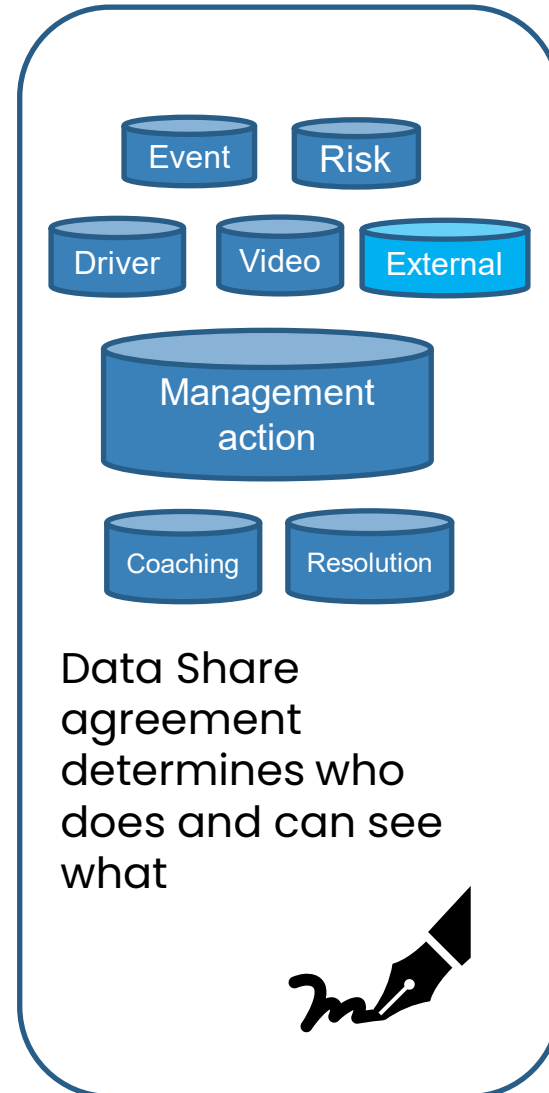 Event
Risk
Driver
Video
External
Management
action
Coaching
Resolution
Data Share
agreement
determines who
does and can see
what